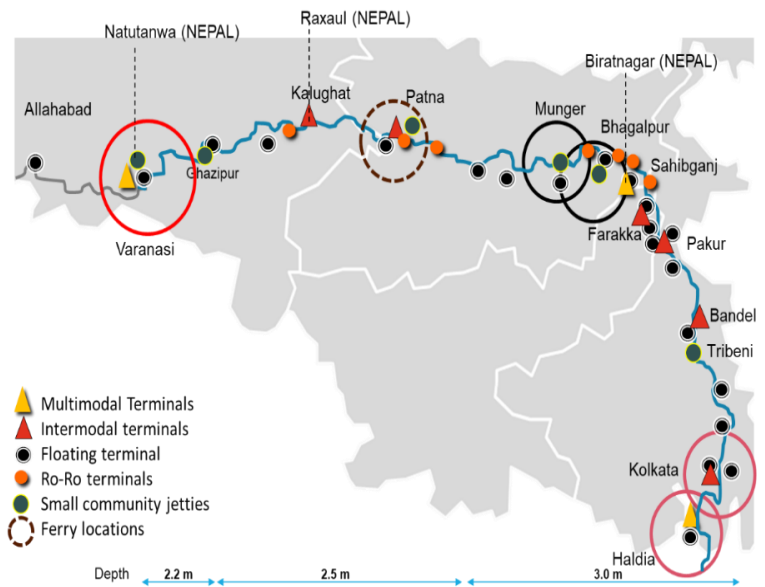 Raxaul (NEPAL)
Natutanwa (NEPAL)
Biratnagar (NEPAL)
Kalughat
Patna
Allahabad
Munger
Bhagalpur
Ghazipur
Sahibganj
Varanasi
Farakka
Pakur
Bandel
Tribeni
Multimodal Terminals
Intermodal terminals
Floating terminal
Ro-Ro terminals
Small community jetties
Ferry locations
Kolkata
Haldia
Depth 2.2 m 2.5 m 3.0 m